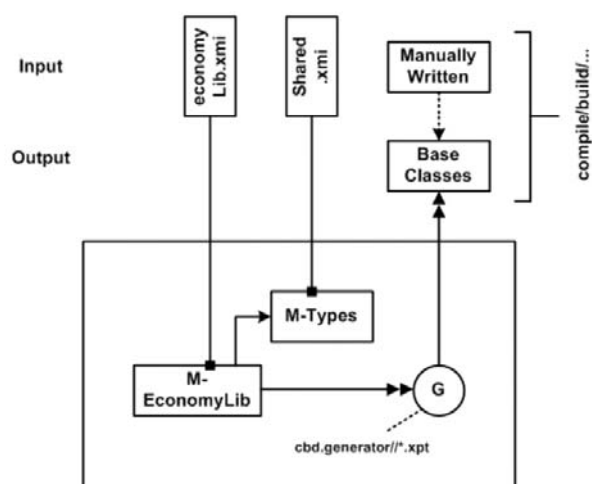 Input
economy
Lib.xmi
Shared
.xmi
Manually
Written
compile/build/...
Output
Base
Classes
M-Types
M-
EconomyLib
G
cbd.generator//*.xpt